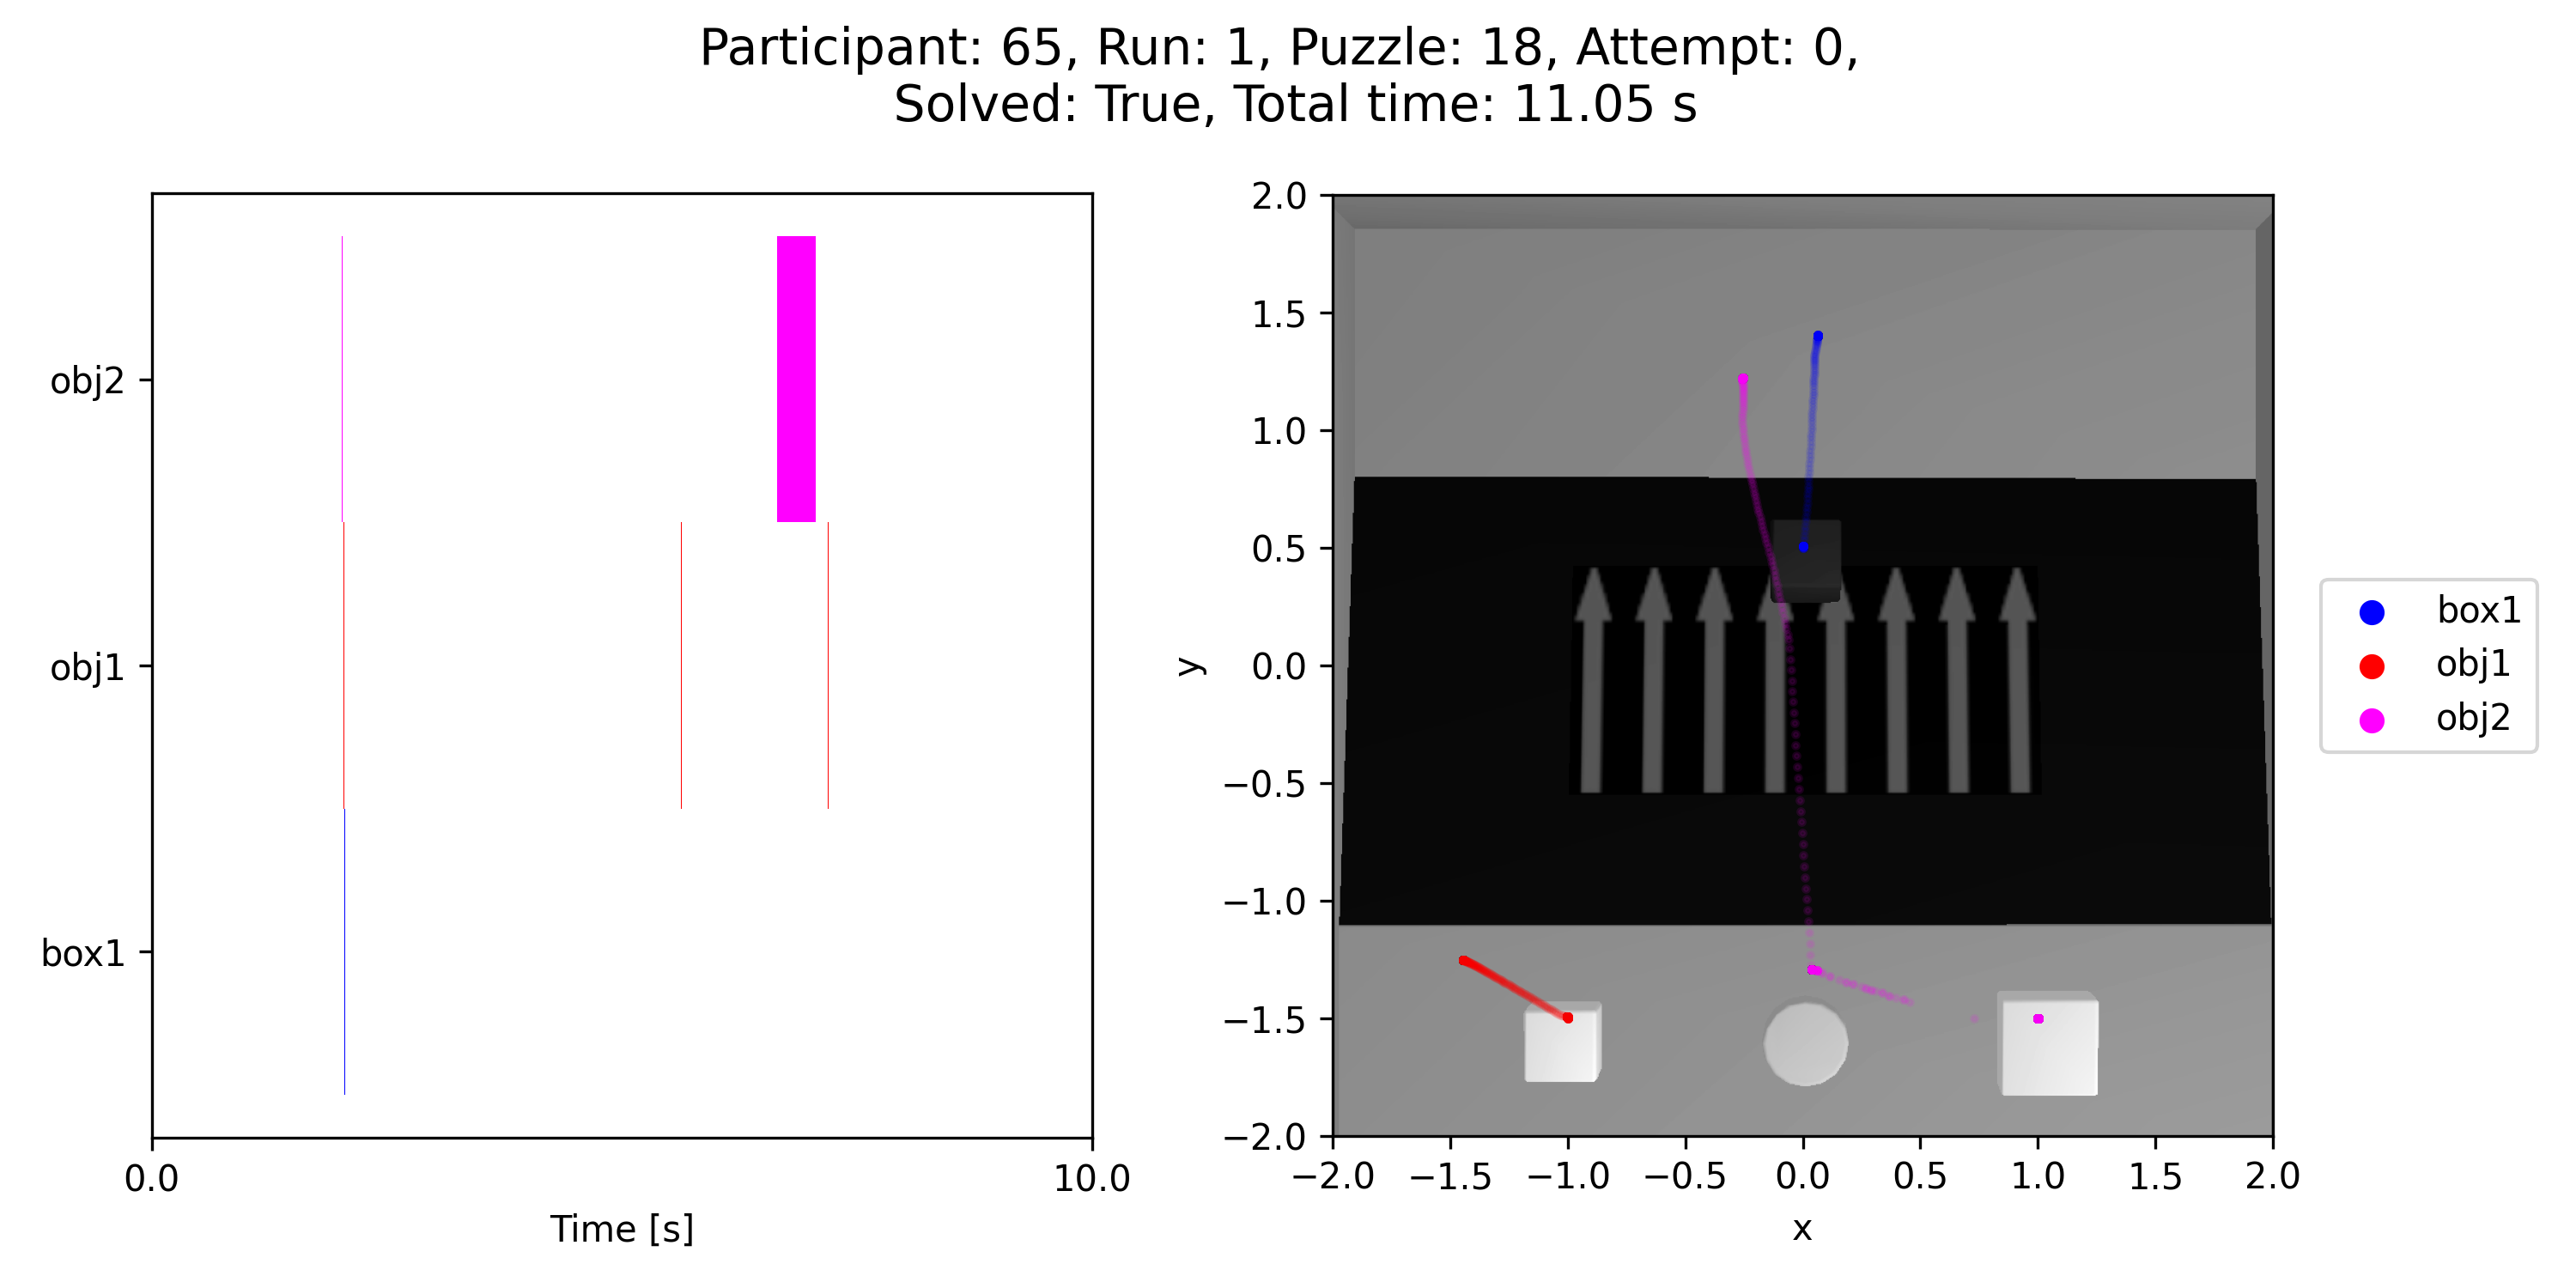 Participant: 65, Run: 1, Puzzle: 18, Attempt: 0,
Solved: True, Total time: 11.05 s
obj2
obj1
box1
0.0
10.0
Time [s]
2.0
1.5
1.0
0.5
0.0
−0.5
−1.0
−1.5
−2.0
y
−2.0
−1.5
−1.0
−0.5
0.0
0.5
1.0
1.5
2.0
x
box1
obj1
obj2